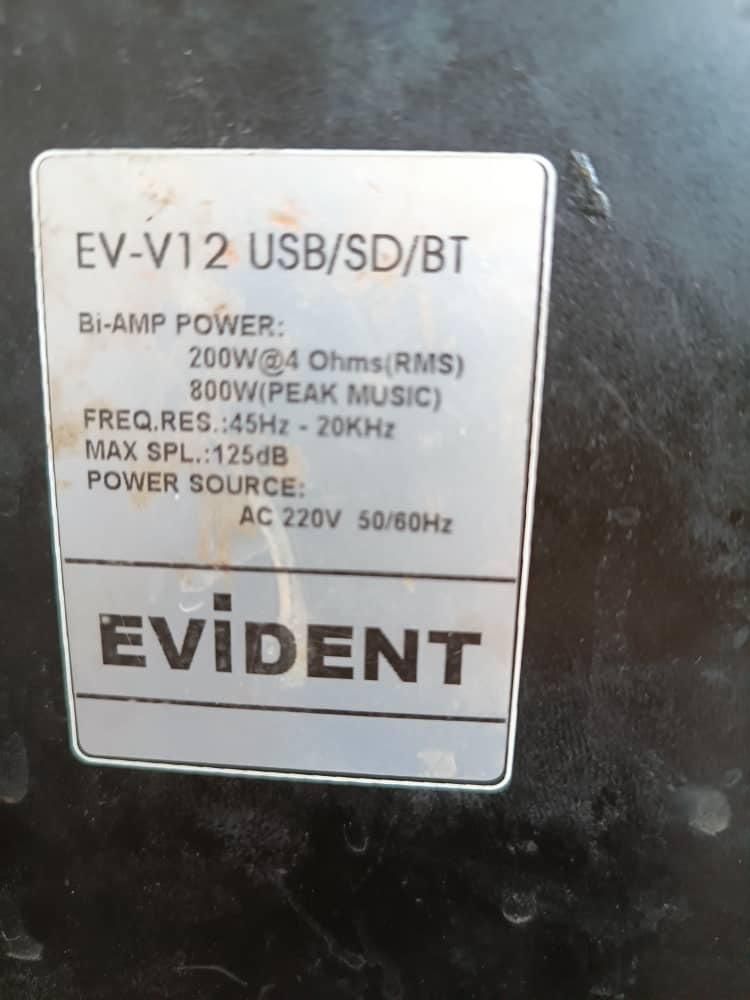 EV-V12 USB/SD/BT
Bi-AMP POWER:
200W@4 Ohms(RMS)
800W(PEAK MUSIC)
FREQ.RES.:45Hz - 20KHz
MAX SPL.:125dB
POWER SOURCE:
AC 220V 50/60Hz
EViDENT